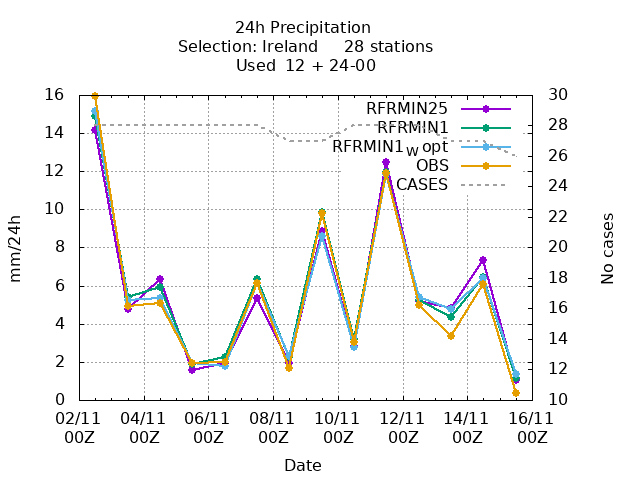 24h Precipitation
Selection: Ireland 28 stations
Used 12 + 24-00
16 30
14 28
12 26
10 24
8 22
6 20
4 18
2 16
0 14
12
10
RFRMIN25
RFRMIN1
RFRMIN1w opt
OBS
CASES
mm/24h
No cases
02/11 04/11 06/11 08/11 10/11 12/11 14/11 16/11
00Z 00Z 00Z 00Z 00Z 00Z 00Z 00Z
Date